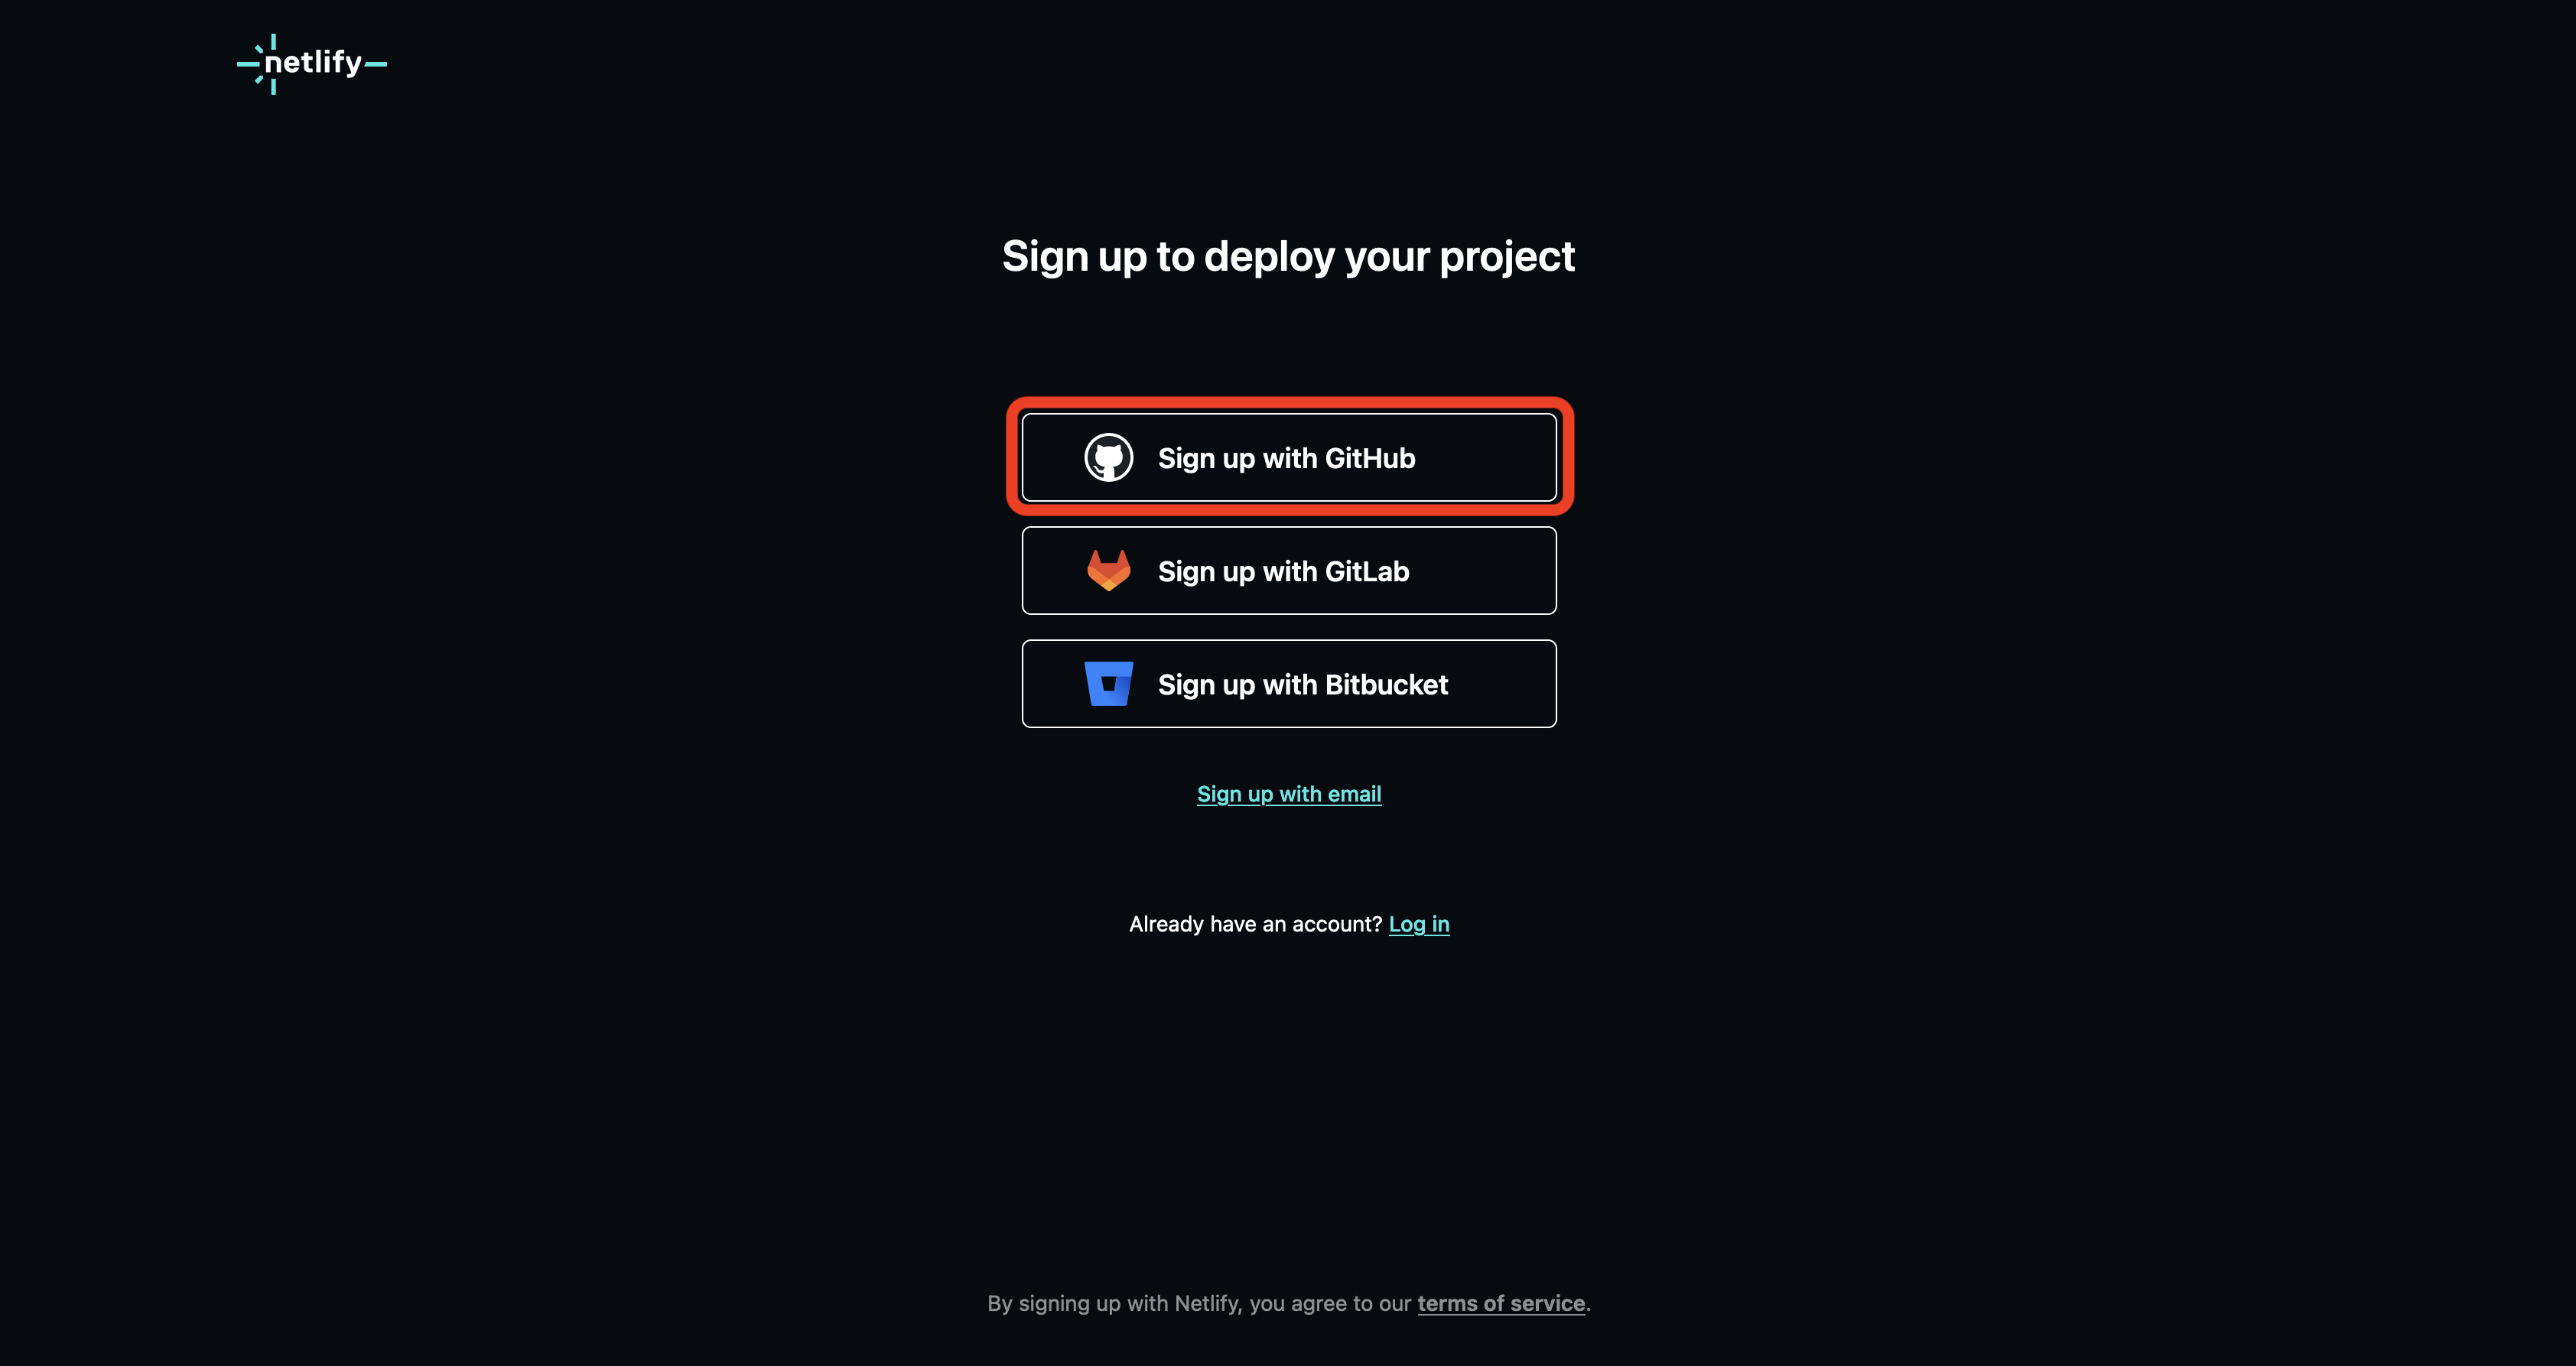 netlify
Sign up to deploy your project
Sign up with GitHub
Sign up with GitLab
Sign up with Bitbucket
Sign up with email
Already have an account? Log in
By signing up with Netlify, you agree to our terms of service.